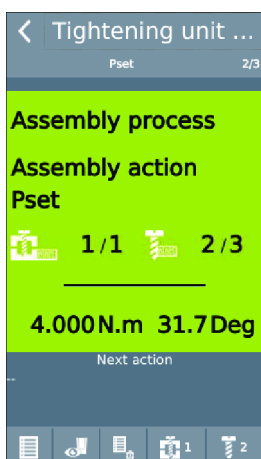 Tightening unit ...
Pset 2/3
Assembly process
Assembly action
Pset
1/1 2/3
4.000 N.m 31.7 Deg
Next action
--
1 2